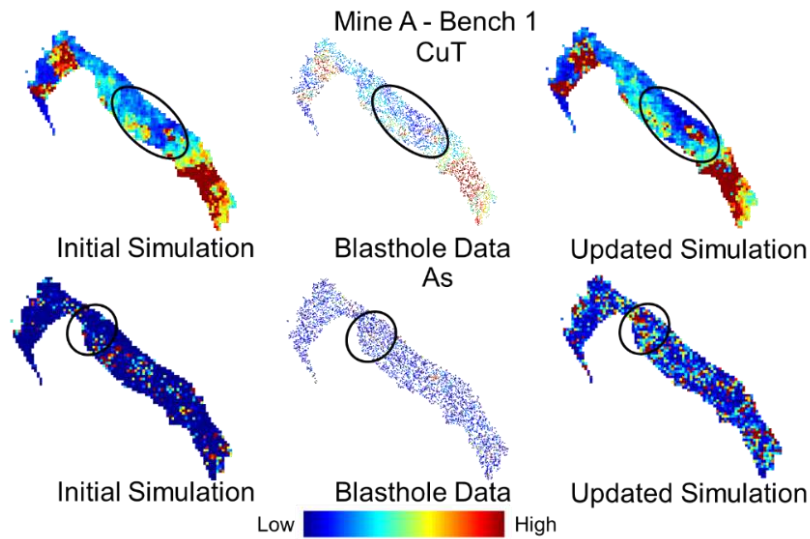 Mine A - Bench 1
CuT
Initial Simulation
Blasthole Data
Updated Simulation
As
Initial Simulation
Blasthole Data
Updated Simulation
Low
High